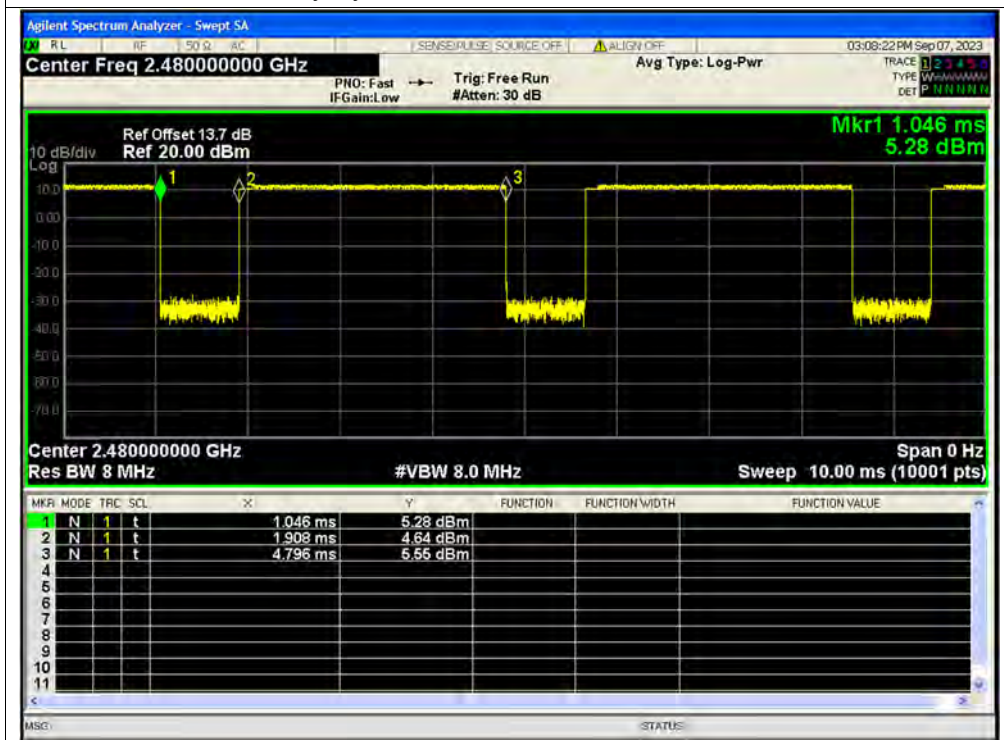 Agilent Spectrum Analyzer - Swept SA
RL RF 50 Ω AC SENSE:PULSE SOURCE OFF ALIGN OFF 03:08:22 PM Sep 07, 2023
Center Freq 2.480000000 GHz
PNO: Fast
IFGain:Low
Trig: Free Run
#Atten: 30 dB
Avg Type: Log-Pwr
TRACE 1 2 3 4 5 6
TYPE W
DET P N N N N N
Ref Offset 13.7 dB
10 dB/div Ref 20.00 dBm
Log
Mkr1 1.046 ms
5.28 dBm
10.0
0.00
-10.0
-20.0
-30.0
-40.0
-50.0
-60.0
-70.0
1
2
3
Center 2.480000000 GHz Span 0 Hz
Res BW 8 MHz #VBW 8.0 MHz Sweep 10.00 ms (10001 pts)
MKR MODE TRC SCL X Y FUNCTION FUNCTION WIDTH FUNCTION VALUE
1 N 1 t 1.046 ms 5.28 dBm
2 N 1 t 1.908 ms 4.64 dBm
3 N 1 t 4.796 ms 5.55 dBm
4
5
6
7
8
9
10
11
MSG STATUS